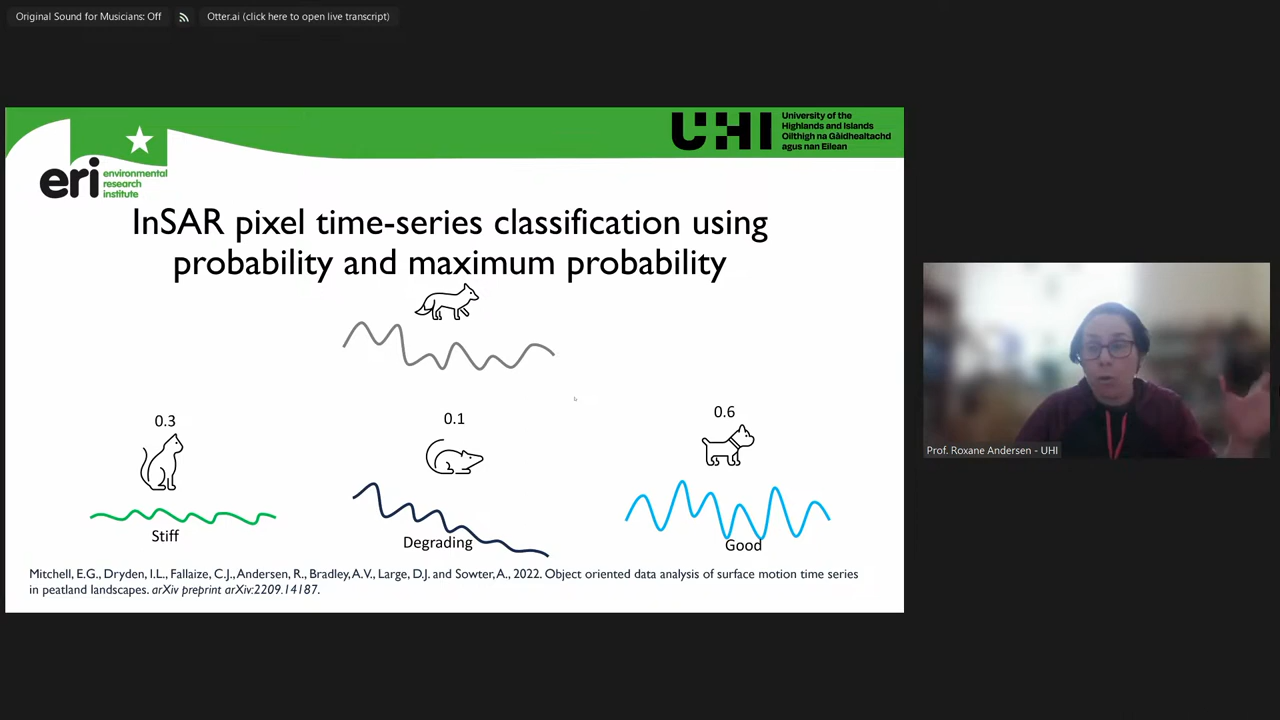 Original Sound for Musicians: Off
Otter.ai (click here to open live transcript)
eri environmental
research
institute
UHI University of the
Highlands and Islands
Oilthigh na Gàidhealtachd
agus nan Eilean
InSAR pixel time-series classification using
probability and maximum probability
0.3
0.1
0.6
Stiff
Degrading
Good
Mitchell, E.G., Dryden, I.L., Fallaize, C.J., Andersen, R., Bradley, A.V., Large, D.J. and Sowter, A., 2022. Object oriented data analysis of surface motion time series
in peatland landscapes. arXiv preprint arXiv:2209.14187.
Prof. Roxane Andersen - UHI